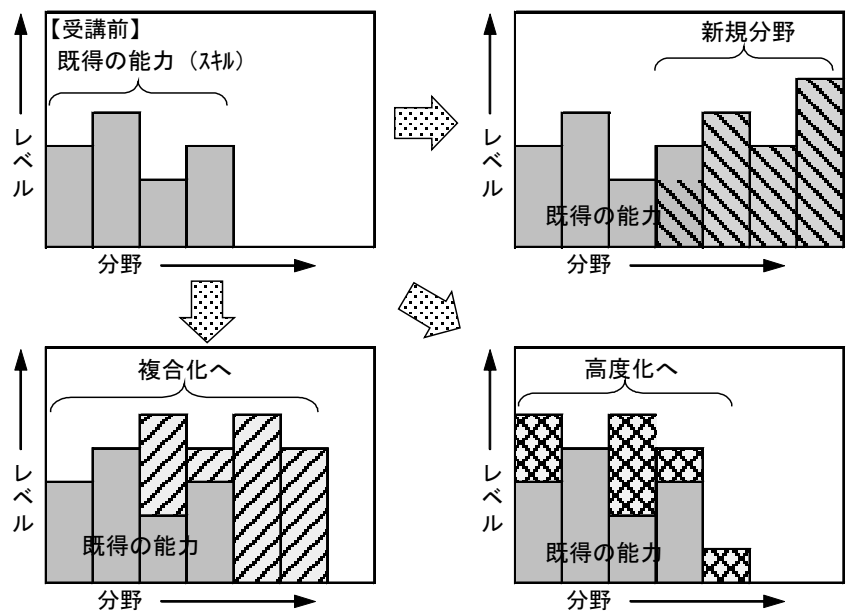 【受講前】
既得の能力（ｽｷﾙ）
レベル
分野
新規分野
レベル
既得の能力
分野
複合化へ
レベル
既得の能力
分野
高度化へ
レベル
既得の能力
分野